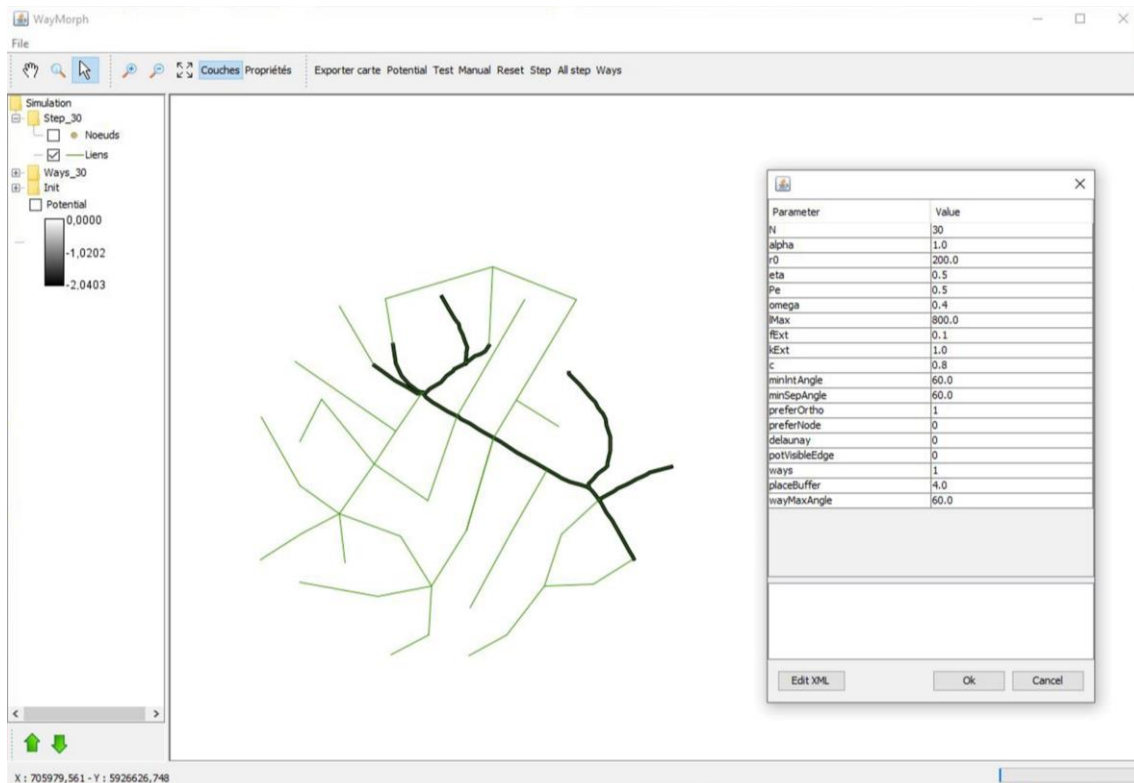 WayMorph
File
Couches Propriétés Exporter carte Potential Test Manual Reset Step All step Ways
Simulation
Step_30
Noeuds
Liens
Ways_30
Init
Potential
0,0000
-1,0202
-2,0403
Parameter Value
N 30
alpha 1.0
r0 200.0
eta 0.5
Pe 0.5
omega 0.4
lMax 800.0
fExt 0.1
kExt 1.0
c 0.8
minIntAngle 60.0
minSepAngle 60.0
preferOrtho 1
preferNode 0
delaunay 0
potVisibleEdge 0
ways 1
placeBuffer 4.0
wayMaxAngle 60.0
Edit XML Ok Cancel
X : 705979,561 - Y : 5926626,748